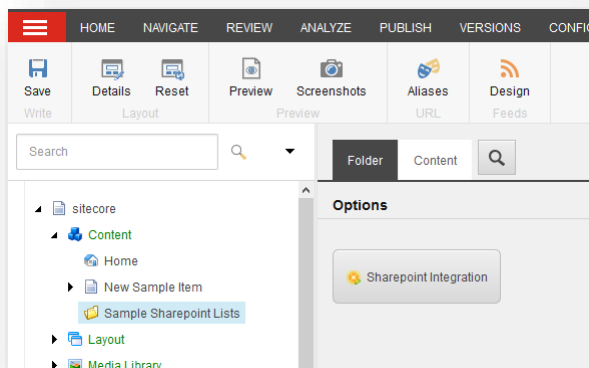 HOME NAVIGATE REVIEW ANALYZE PUBLISH VERSIONS CONFIG
Save Details Reset Preview Screenshots Aliases Design
Write Layout Preview URL Feeds
Search
Folder Content
sitecore
Options
Content
Home
Sharepoint Integration
New Sample Item
Sample Sharepoint Lists
Layout
Media Library